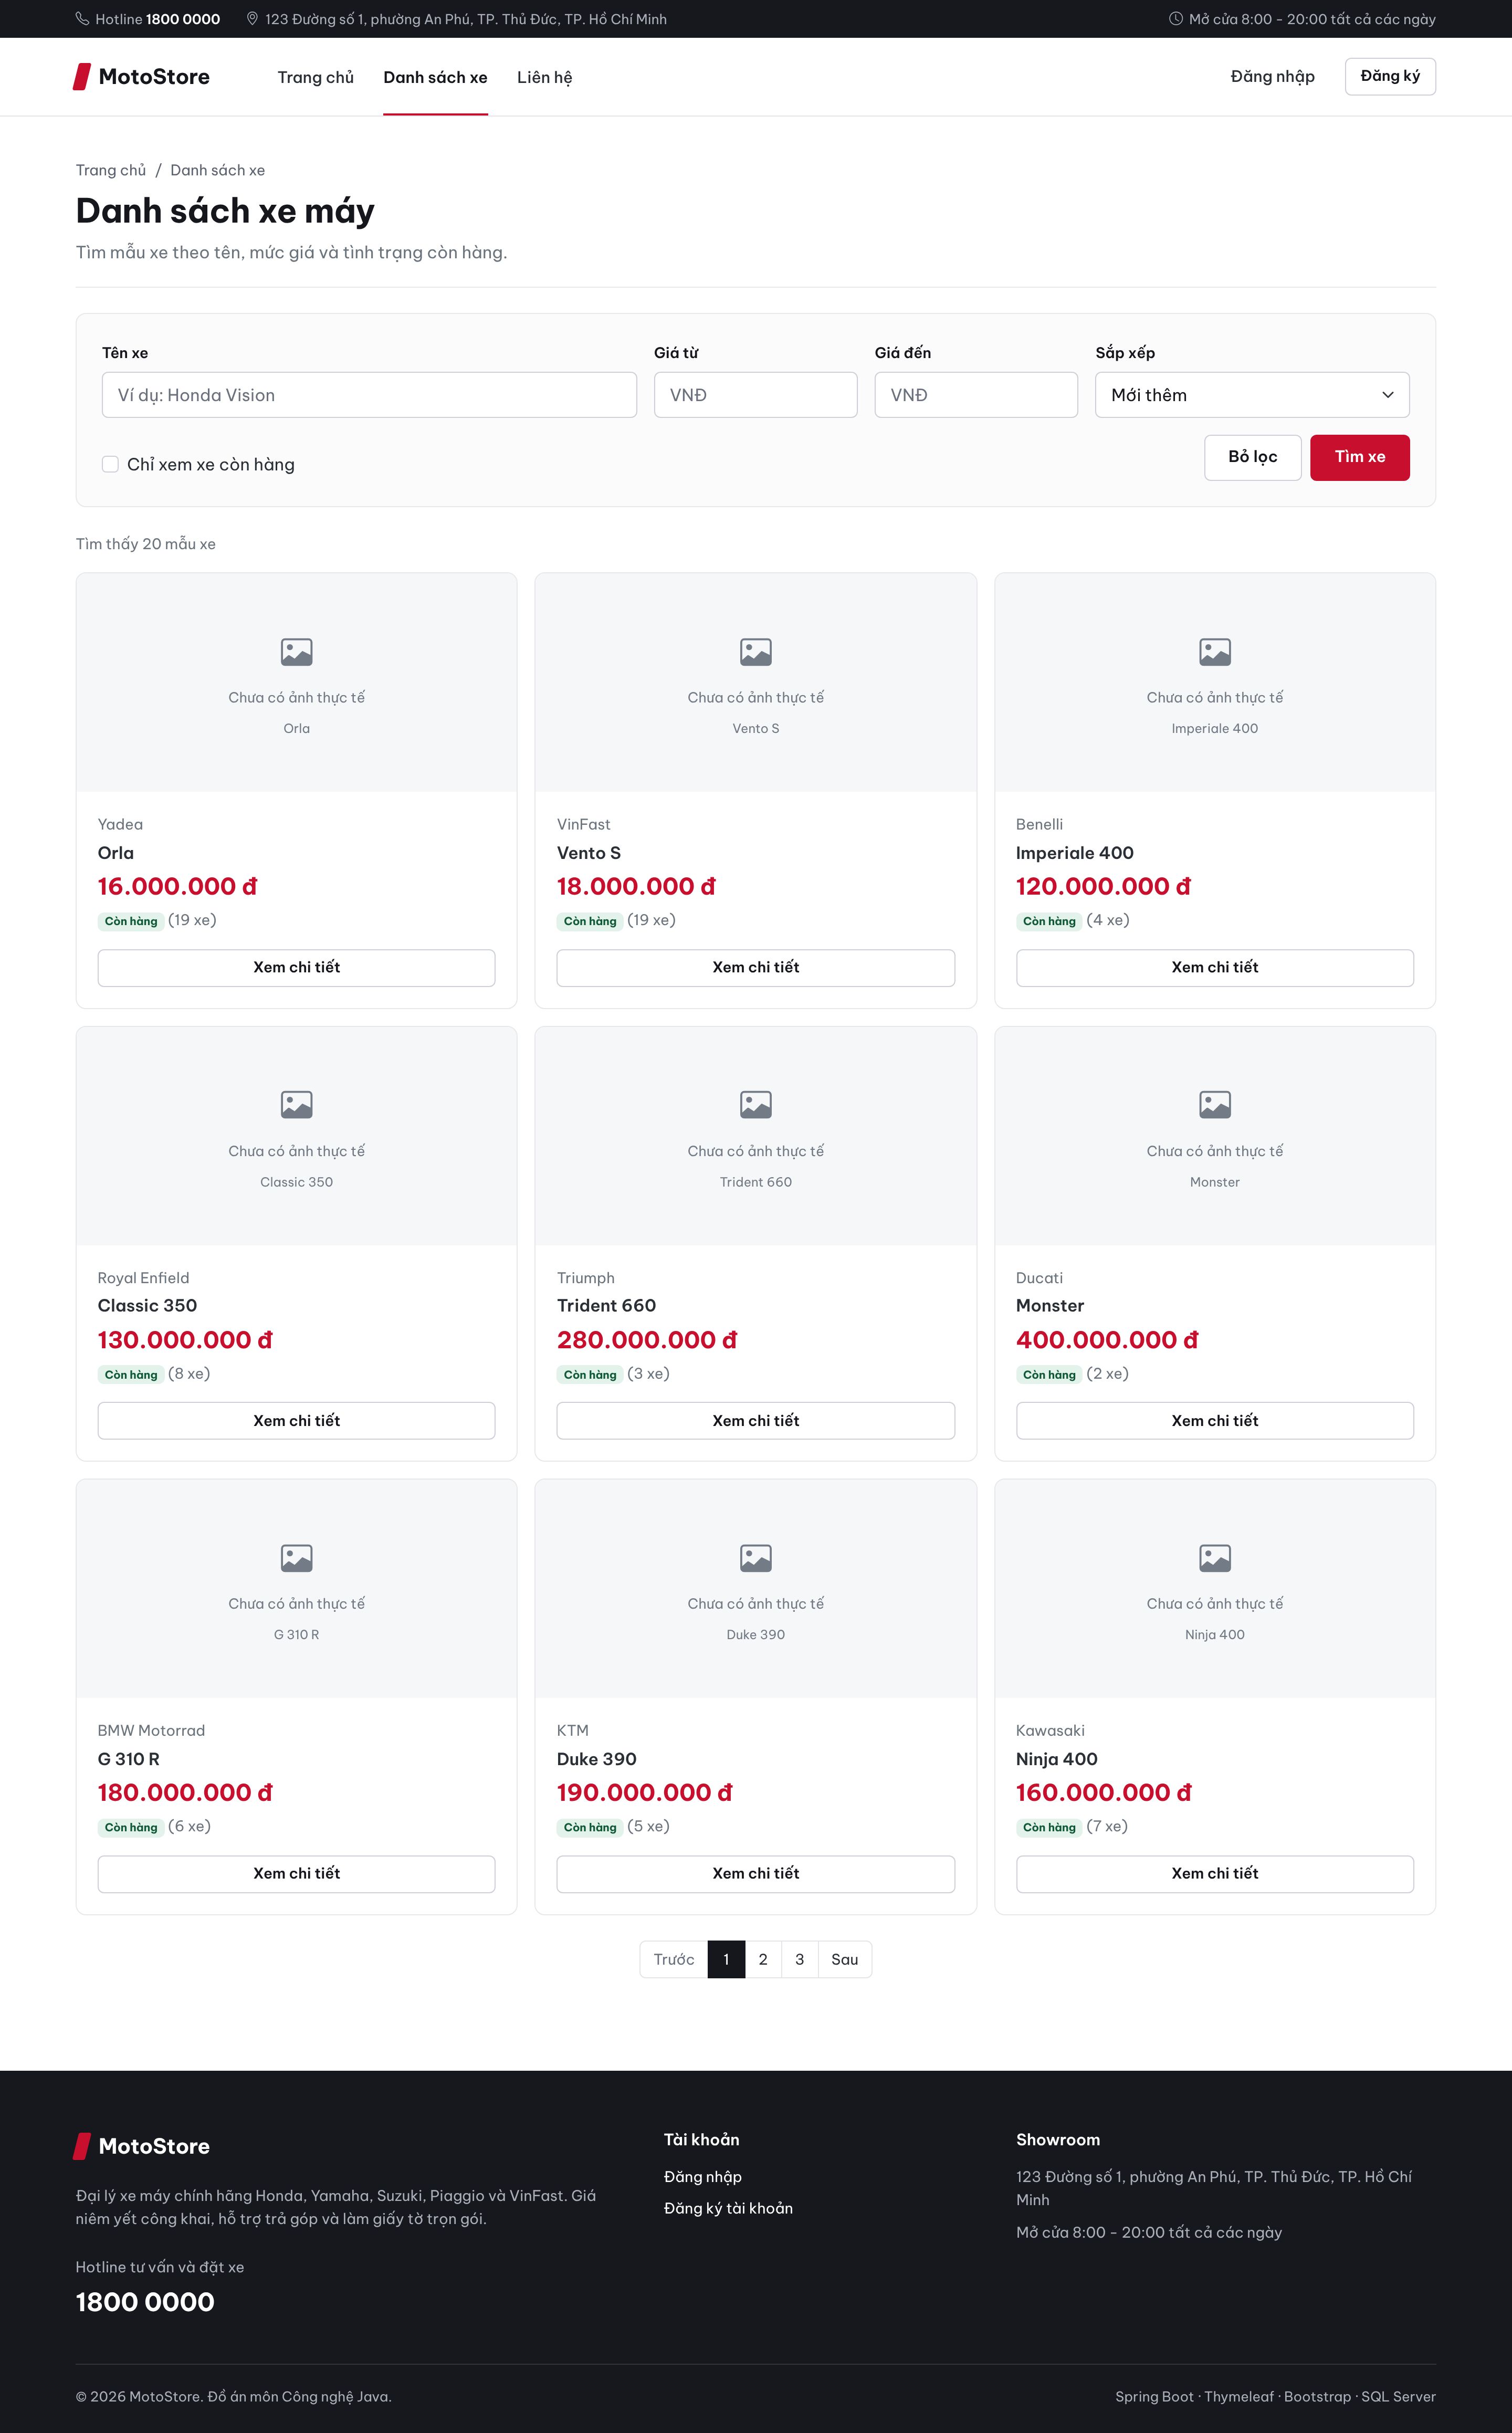 Hotline 1800 0000 123 Đường số 1, phường An Phú, TP. Thủ Đức, TP. Hồ Chí Minh Mở cửa 8:00 - 20:00 tất cả các ngày
MotoStore Trang chủ Danh sách xe Liên hệ Đăng nhập Đăng ký
Trang chủ / Danh sách xe
Danh sách xe máy
Tìm mẫu xe theo tên, mức giá và tình trạng còn hàng.
Tên xe Giá từ Giá đến Sắp xếp
Ví dụ: Honda Vision VNĐ VNĐ Mới thêm
Chỉ xem xe còn hàng Bỏ lọc Tìm xe
Tìm thấy 20 mẫu xe
Chưa có ảnh thực tế Chưa có ảnh thực tế Chưa có ảnh thực tế
Orla Vento S Imperiale 400
Yadea VinFast Benelli
Orla Vento S Imperiale 400
16.000.000 đ 18.000.000 đ 120.000.000 đ
Còn hàng (19 xe) Còn hàng (19 xe) Còn hàng (4 xe)
Xem chi tiết Xem chi tiết Xem chi tiết
Chưa có ảnh thực tế Chưa có ảnh thực tế Chưa có ảnh thực tế
Classic 350 Trident 660 Monster
Royal Enfield Triumph Ducati
Classic 350 Trident 660 Monster
130.000.000 đ 280.000.000 đ 400.000.000 đ
Còn hàng (8 xe) Còn hàng (3 xe) Còn hàng (2 xe)
Xem chi tiết Xem chi tiết Xem chi tiết
Chưa có ảnh thực tế Chưa có ảnh thực tế Chưa có ảnh thực tế
G 310 R Duke 390 Ninja 400
BMW Motorrad KTM Kawasaki
G 310 R Duke 390 Ninja 400
180.000.000 đ 190.000.000 đ 160.000.000 đ
Còn hàng (6 xe) Còn hàng (5 xe) Còn hàng (7 xe)
Xem chi tiết Xem chi tiết Xem chi tiết
Trước 1 2 3 Sau
MotoStore
Đại lý xe máy chính hãng Honda, Yamaha, Suzuki, Piaggio và VinFast. Giá
niêm yết công khai, hỗ trợ trả góp và làm giấy tờ trọn gói.
Hotline tư vấn và đặt xe
1800 0000
Tài khoản
Đăng nhập
Đăng ký tài khoản
Showroom
123 Đường số 1, phường An Phú, TP. Thủ Đức, TP. Hồ Chí
Minh
Mở cửa 8:00 - 20:00 tất cả các ngày
© 2026 MotoStore. Đồ án môn Công nghệ Java. Spring Boot · Thymeleaf · Bootstrap · SQL Server